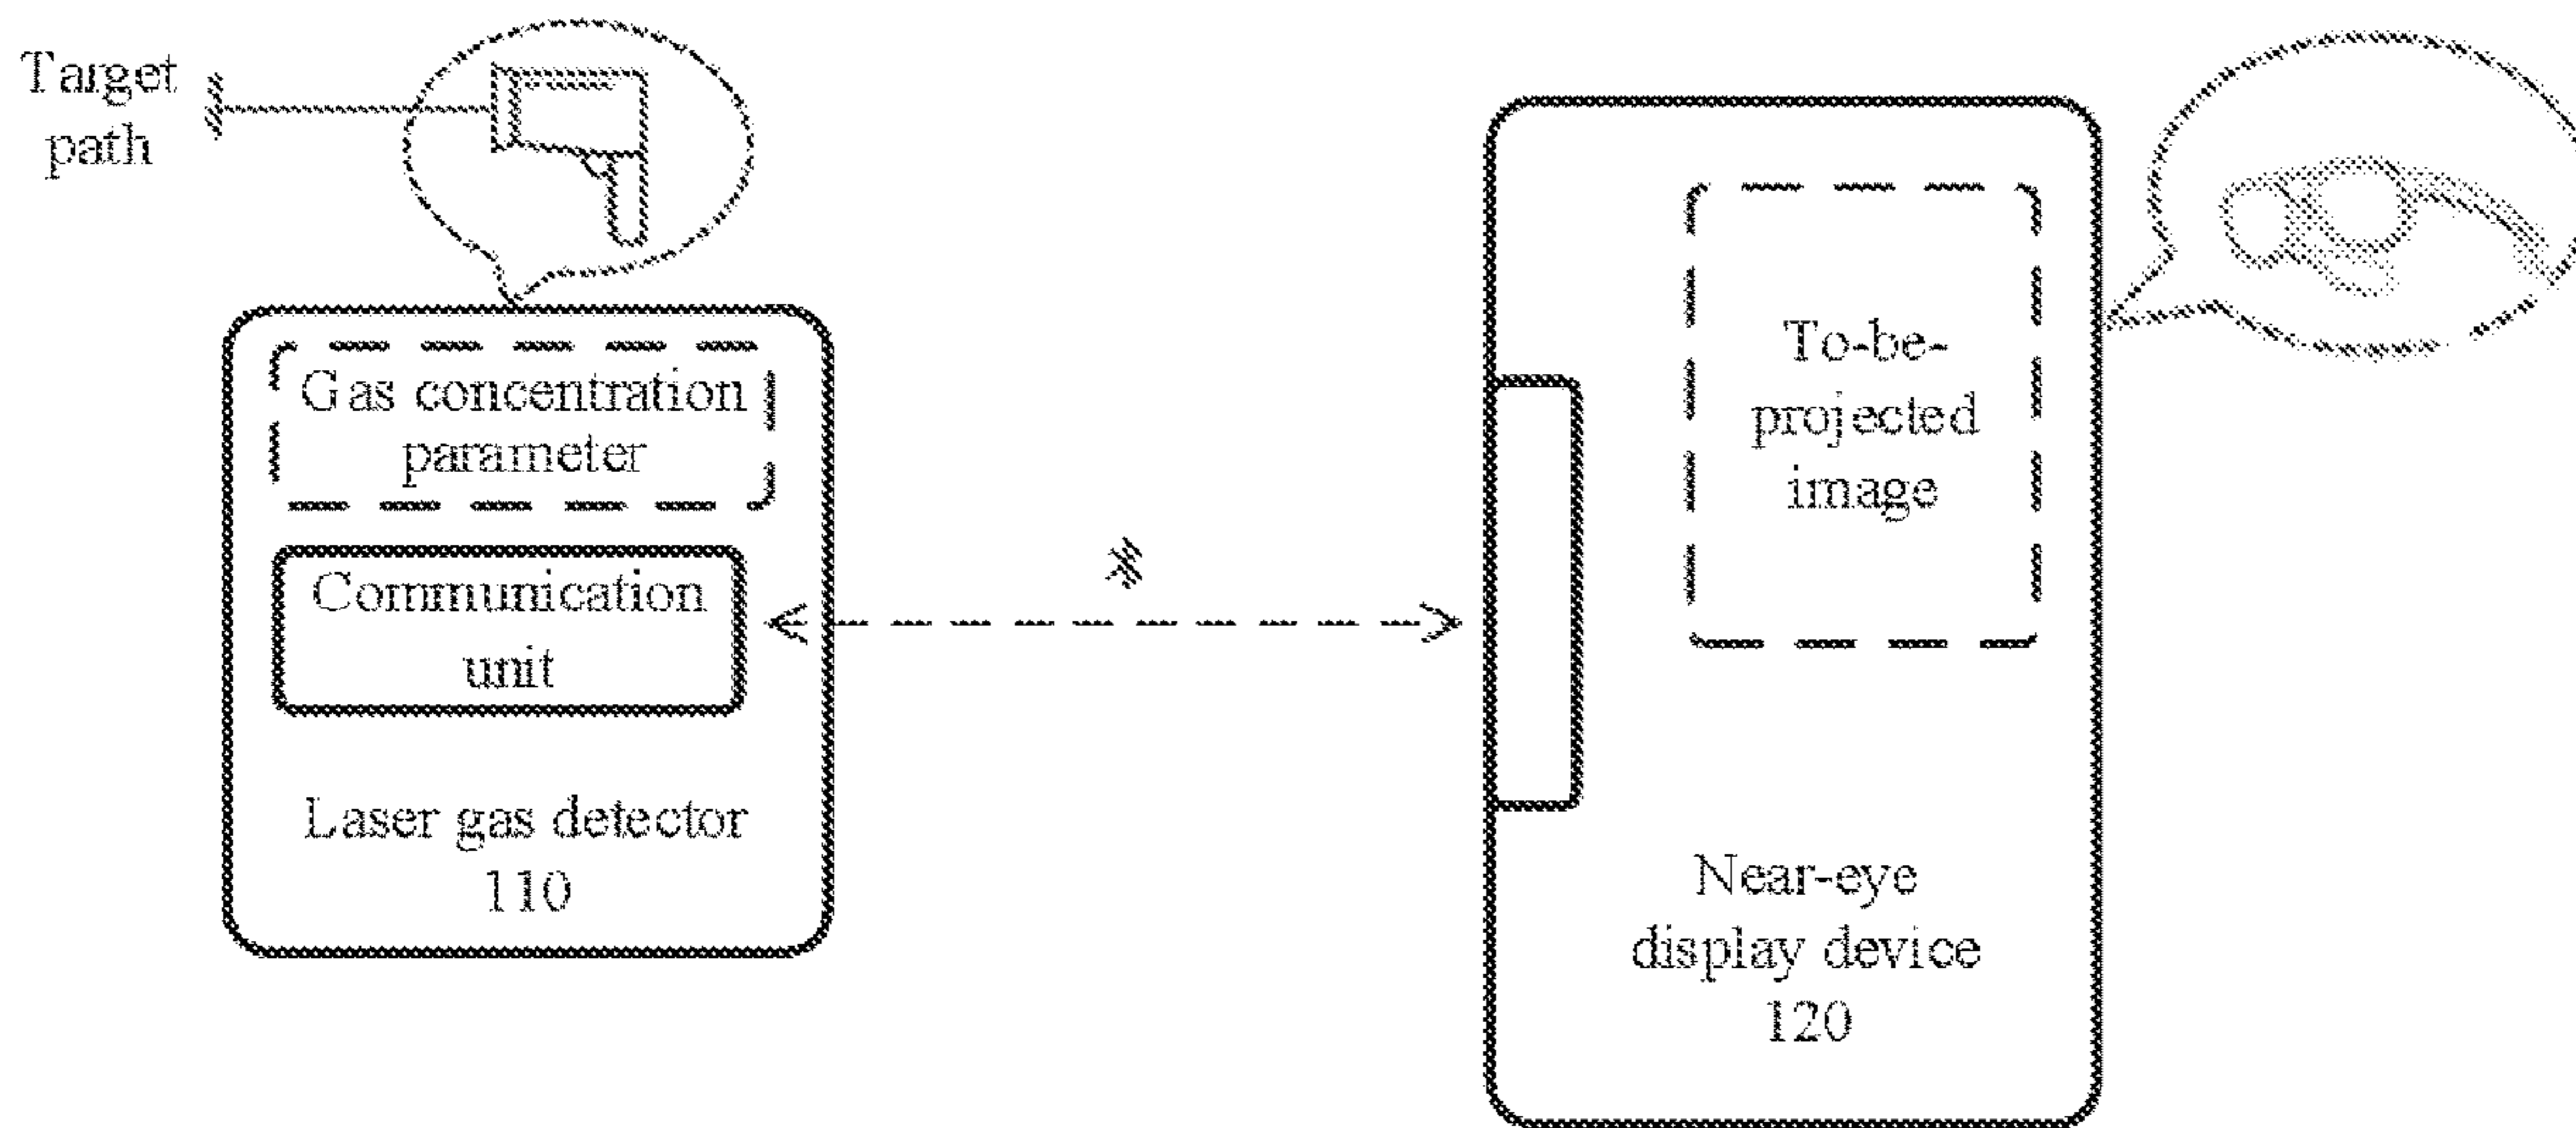 Target
path
Gas concentration
parameter
Communication
unit
Laser gas detector
110
To-be-
projected
image
Near-eye
display device
120